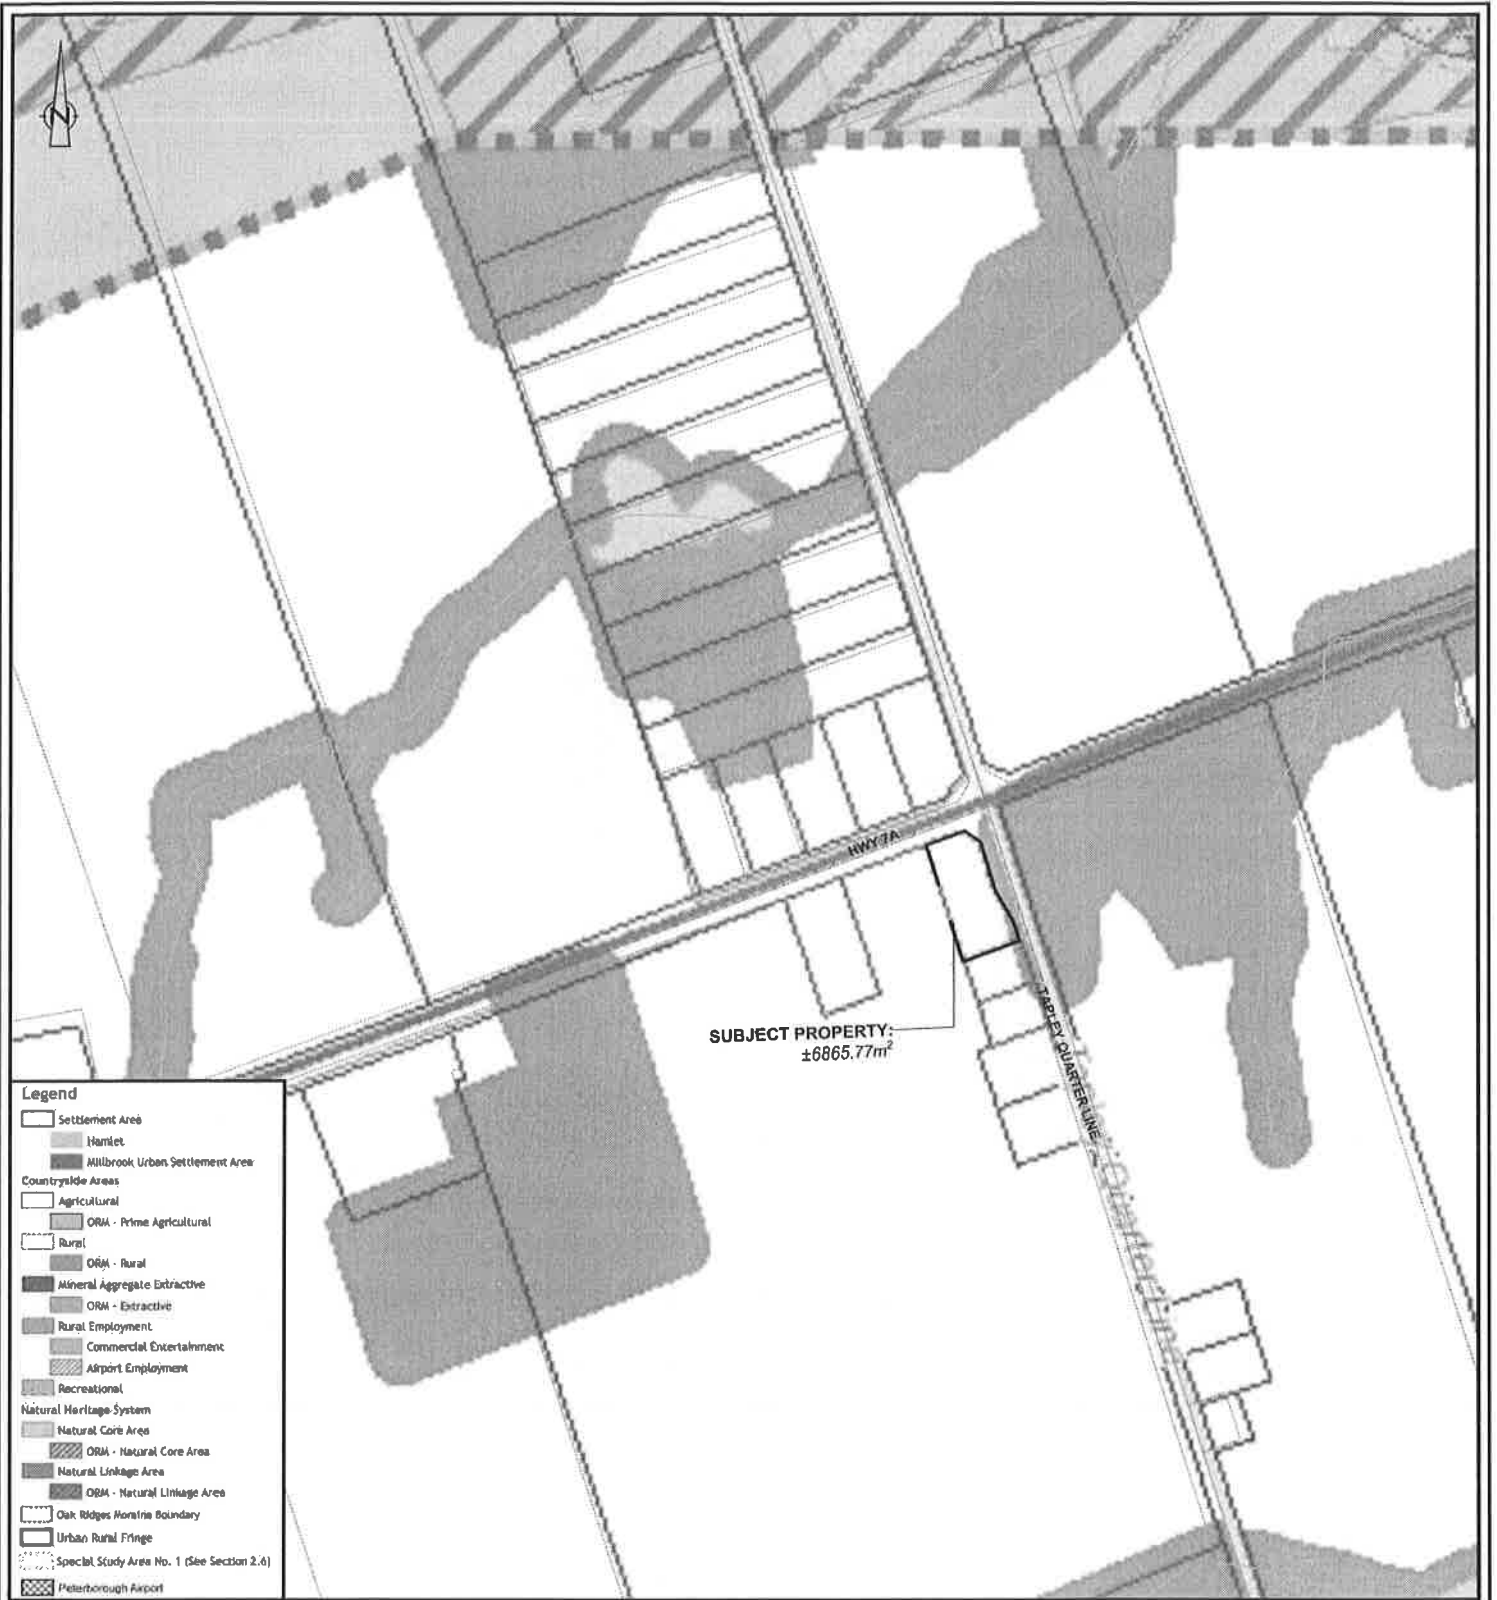 N
HWY 7A
SUBJECT PROPERTY:
±6865.77m²
TAPLEY QUARTER LINE
Tapley Quarter Line
Legend
Settlement Area
Hamlet
Millbrook Urban Settlement Area
Countryside Areas
Agricultural
ORM - Prime Agricultural
Rural
ORM - Rural
Mineral Aggregate Extractive
ORM - Extractive
Rural Employment
Commercial Entertainment
Airport Employment
Recreational
Natural Heritage System
Natural Core Area
ORM - Natural Core Area
Natural Linkage Area
ORM - Natural Linkage Area
Oak Ridges Moraine Boundary
Urban Rural Fringe
Special Study Area No. 1 (See Section 2.6)
Peterborough Airport